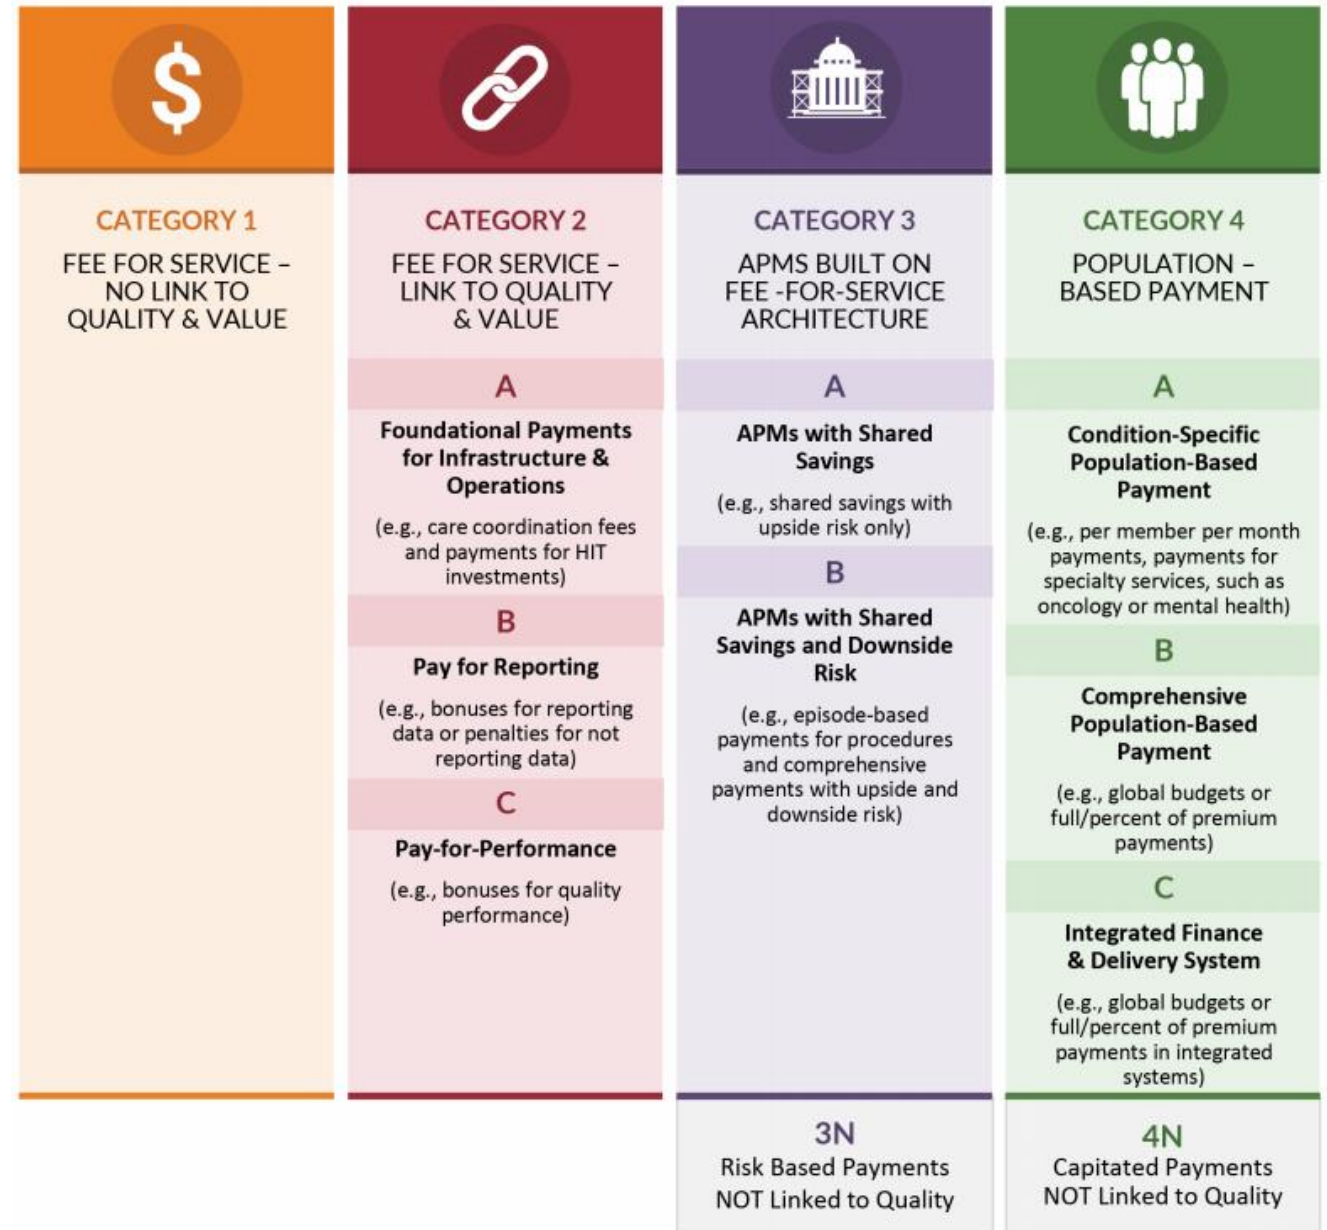 $
CATEGORY 1
FEE FOR SERVICE –
NO LINK TO
QUALITY & VALUE
CATEGORY 2
FEE FOR SERVICE –
LINK TO QUALITY
& VALUE
A
Foundational Payments
for Infrastructure &
Operations
(e.g., care coordination fees
and payments for HIT
investments)
B
Pay for Reporting
(e.g., bonuses for reporting
data or penalties for not
reporting data)
C
Pay-for-Performance
(e.g., bonuses for quality
performance)
CATEGORY 3
APMS BUILT ON
FEE -FOR-SERVICE
ARCHITECTURE
A
APMs with Shared
Savings
(e.g., shared savings with
upside risk only)
B
APMs with Shared
Savings and Downside
Risk
(e.g., episode-based
payments for procedures
and comprehensive
payments with upside and
downside risk)
3N
Risk Based Payments
NOT Linked to Quality
CATEGORY 4
POPULATION –
BASED PAYMENT
A
Condition-Specific
Population-Based
Payment
(e.g., per member per month
payments, payments for
specialty services, such as
oncology or mental health)
B
Comprehensive
Population-Based
Payment
(e.g., global budgets or
full/percent of premium
payments)
C
Integrated Finance
& Delivery System
(e.g., global budgets or
full/percent of premium
payments in integrated
systems)
4N
Capitated Payments
NOT Linked to Quality